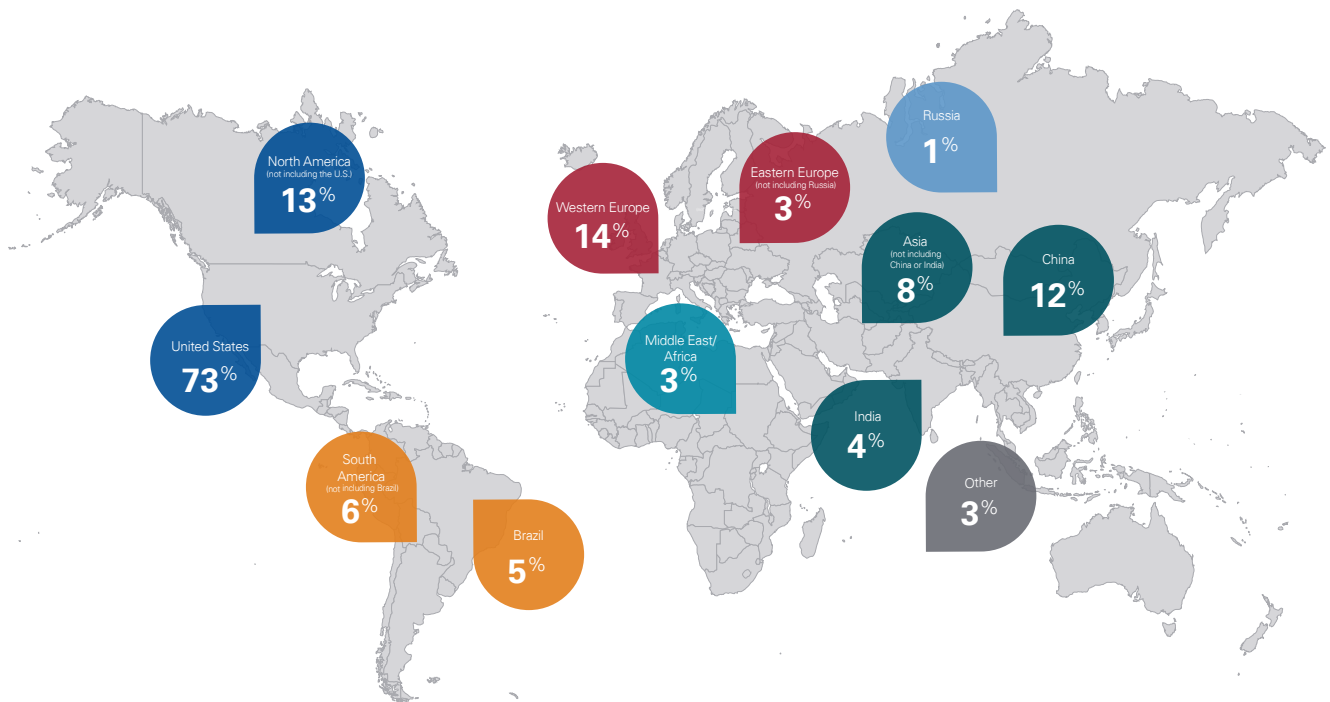 North America
(not including the U.S.)
13%
United States
73%
South
America
(not including Brazil)
6%
Brazil
5%
Western Europe
14%
Eastern Europe
(not including Russia)
3%
Russia
1%
Middle East/
Africa
3%
Asia
(not including
China or India)
8%
China
12%
India
4%
Other
3%